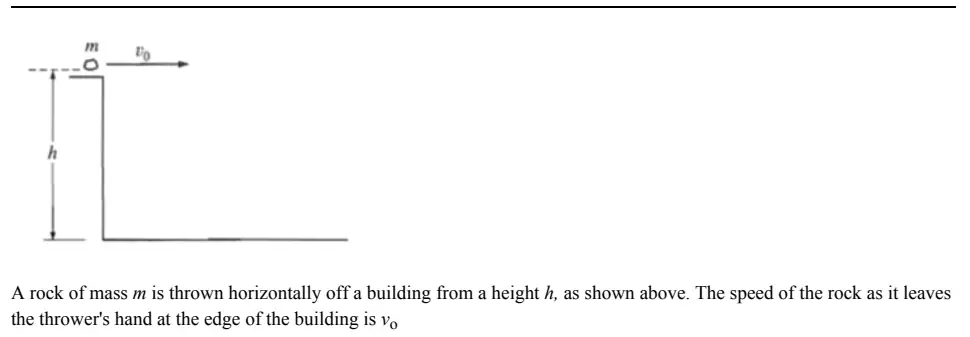 m
v₀
h
A rock of mass m is thrown horizontally off a building from a height h, as shown above. The speed of the rock as it leaves
the thrower's hand at the edge of the building is vₒ